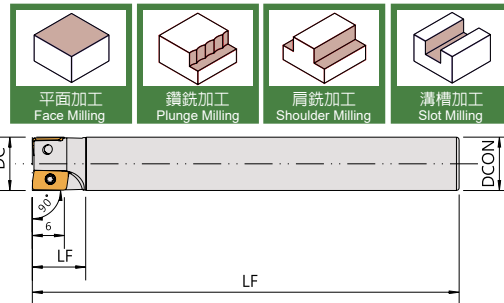 平面加工
Face Milling
鑽銑加工
Plunge Milling
肩銑加工
Shoulder Milling
溝槽加工
Slot Milling
DC
DCON
90°
6
LF
LF